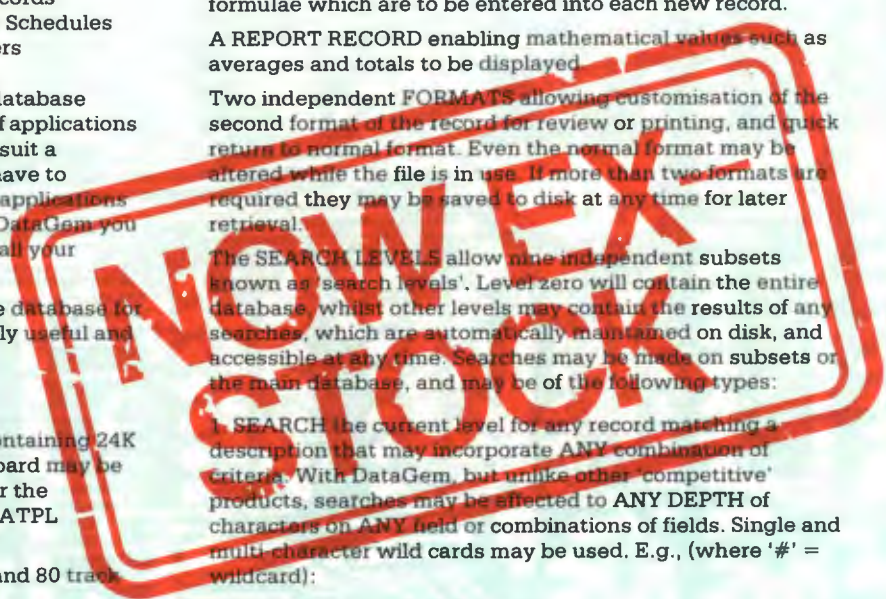 cords
Schedules
ers
atabase
f applications
suit a
ave to
applications
DataGem you
all your
e database for
ly useful and
ontaining 24K
oard may be
r the
ATPL
and 80 track
formulae which are to be entered into each new record.
A REPORT RECORD enabling mathematical values such as
averages and totals to be displayed.
Two independent FORMATS allowing customisation of the
second format of the record for review or printing, and quick
return to normal format. Even the normal format may be
altered while the file is in use. If more than two formats are
required they may be saved to disk at any time for later
retrieval.
The SEARCH LEVELS allow nine independent subsets
known as 'search levels'. Level zero will contain the entire
database, whilst other levels may contain the results of any
searches, which are automatically maintained on disk, and
accessible at any time. Searches may be made on subsets or
the main database, and may be of the following types:
1. SEARCH the current level for any record matching a
description that may incorporate ANY combination of
criteria. With DataGem, but unlike other 'competitive'
products, searches may be affected to ANY DEPTH of
characters on ANY field or combinations of fields. Single and
multi-character wild cards may be used. E.g., (where '#' =
wildcard):
NOW EX-
STOCK